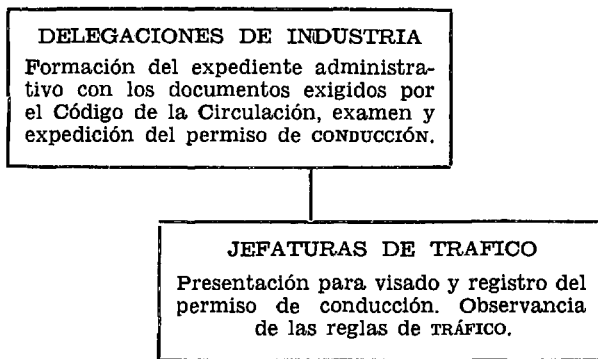 DELEGACIONES DE INDUSTRIA
Formación del expediente administra-
tivo con los documentos exigidos por
el Código de la Circulación, examen y
expedición del permiso de CONDUCCIÓN.
JEFATURAS DE TRAFICO
Presentación para visado y registro del
permiso de conducción. Observancia
de las reglas de TRÁFICO.